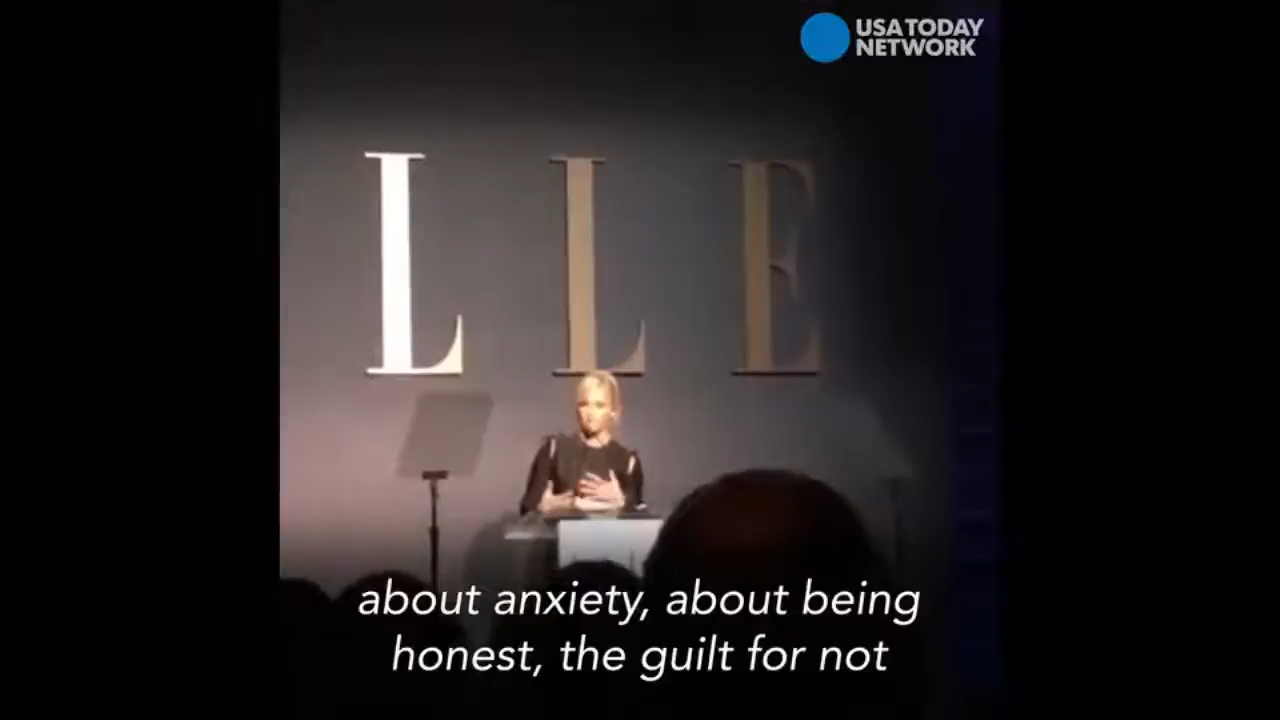 USA TODAY
NETWORK
LLE
about anxiety, about being
honest, the guilt for not